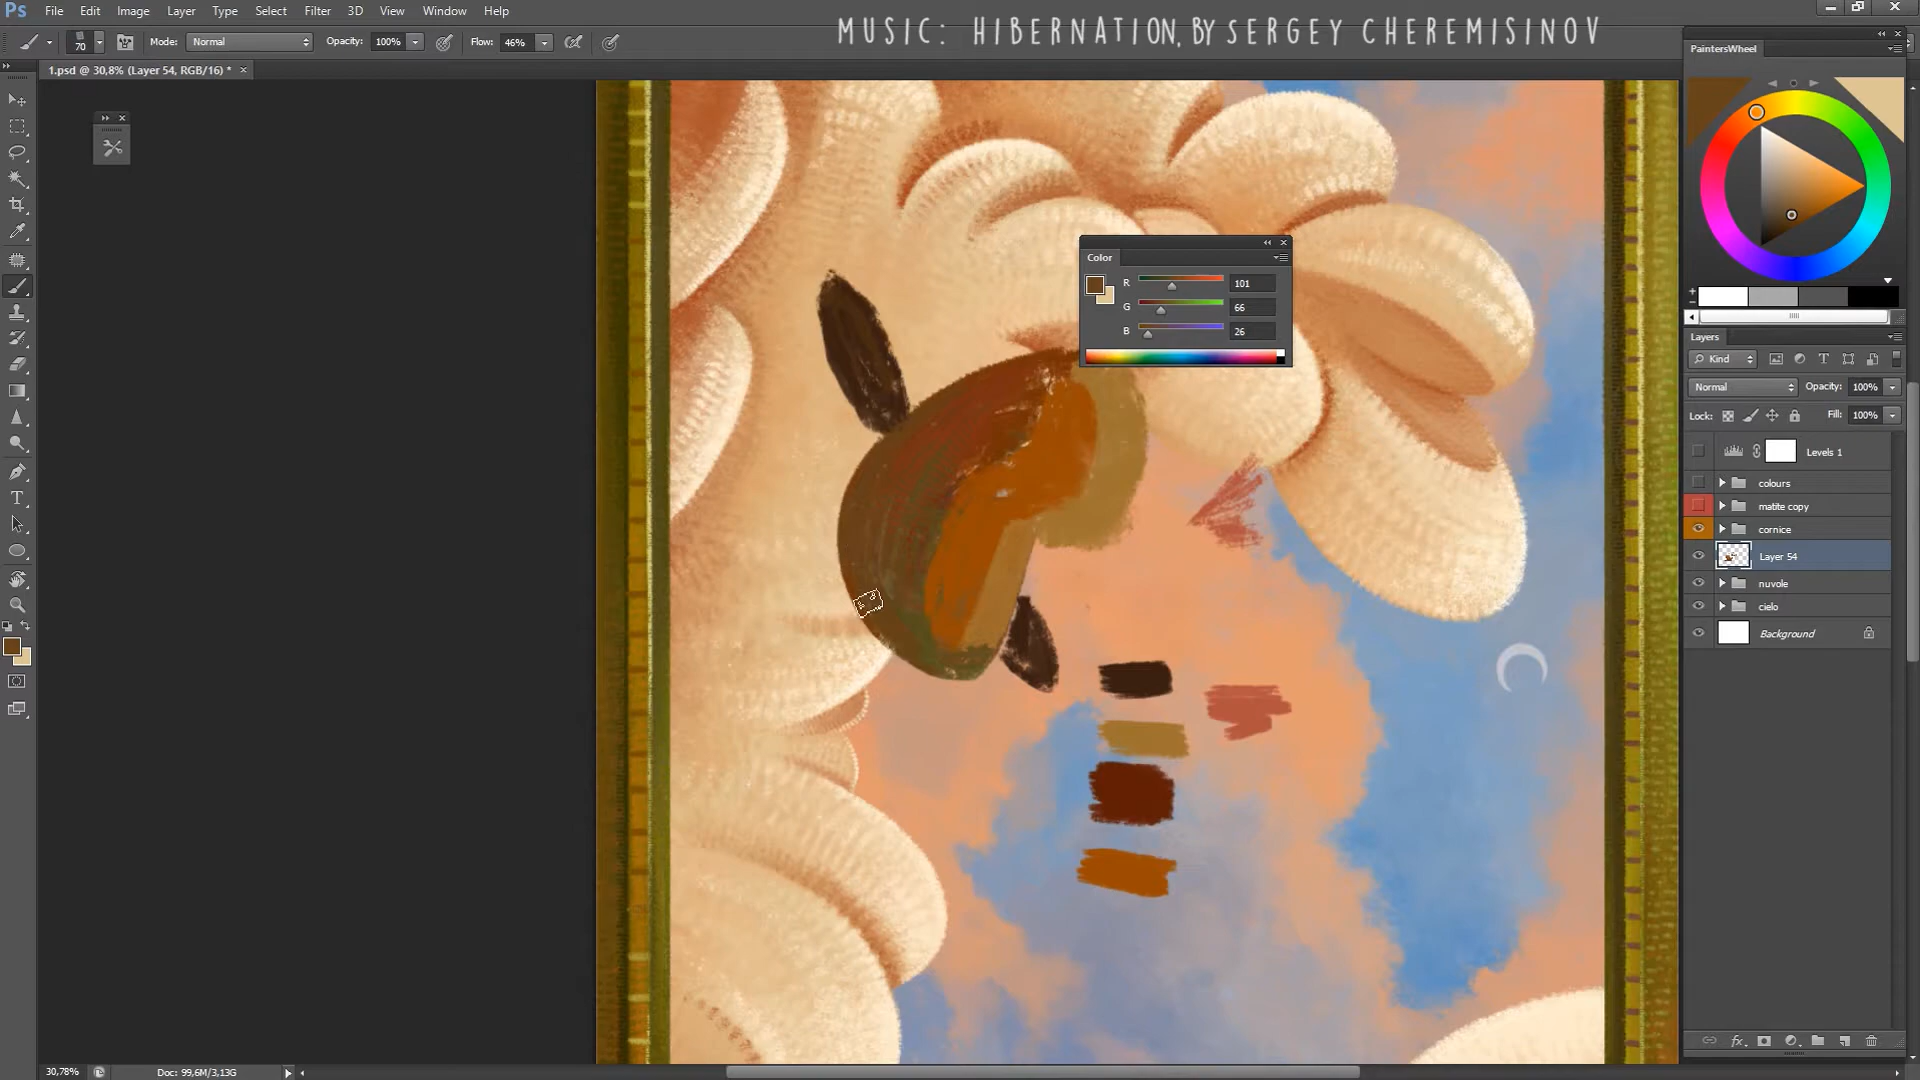 Ps File Edit Image Layer Type Select Filter 3D View Window Help
MUSIC: HIBERNATION, BY SERGEY CHEREMISINOV
70 Mode: Normal Opacity: 100% Flow: 46%
1.psd @ 30,8% (Layer 54, RGB/16) * ×
PaintersWheel
Color
R 101
G 66
B 26
Layers
Kind
Normal Opacity: 100%
Lock: Fill: 100%
Levels 1
colours
matite copy
cornice
Layer 54
nuvole
cielo
Background
30,78% Doc: 99,6M/3,13G